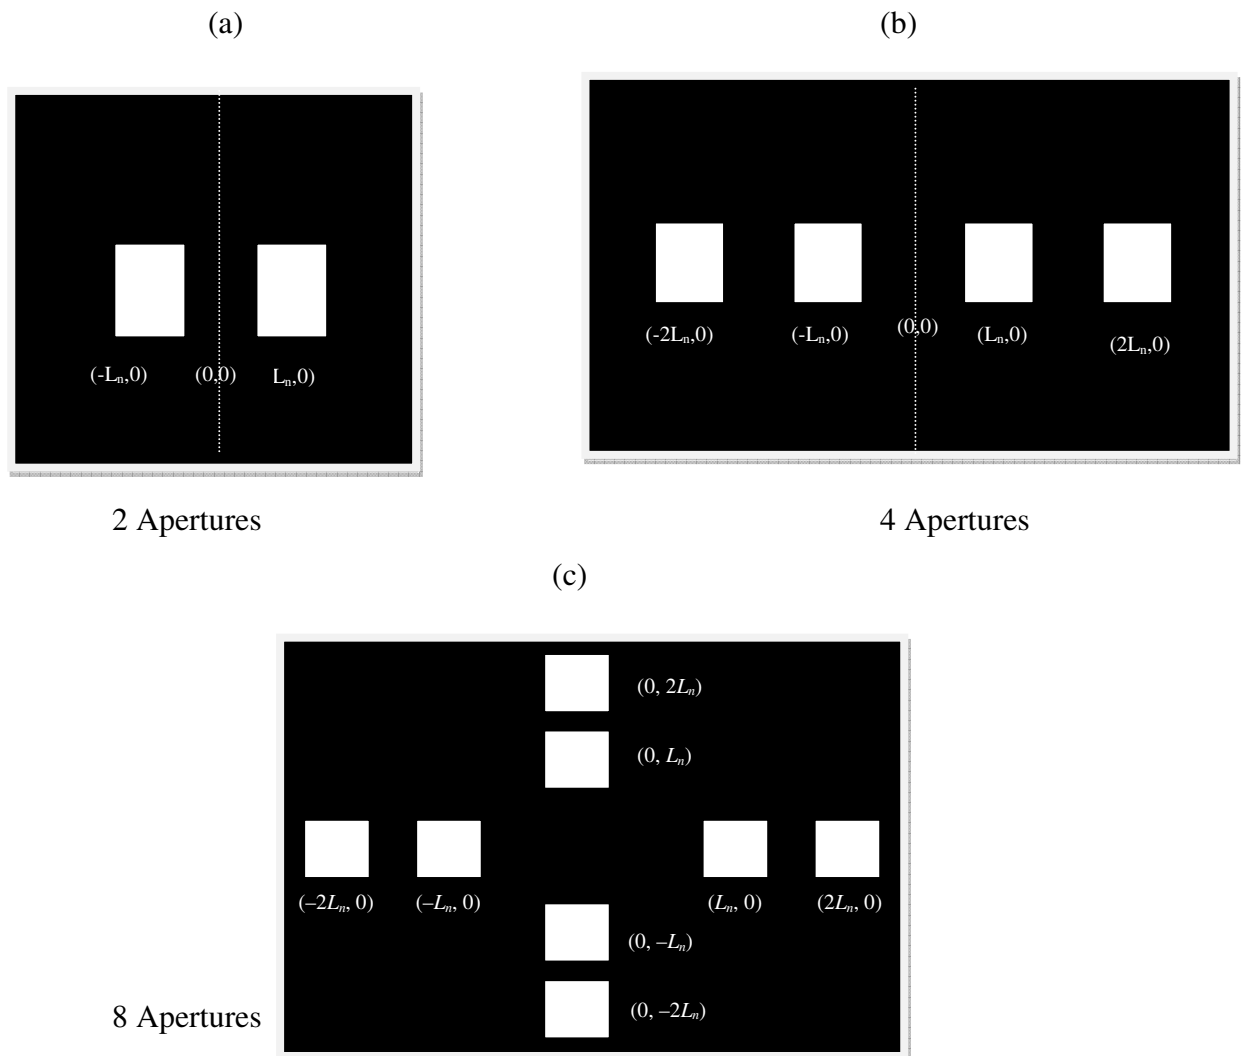 (a)
(b)
(-Lₙ,0) (0,0) Lₙ,0)
(-2Lₙ,0) (-Lₙ,0) (0,0) (Lₙ,0) (2Lₙ,0)
2 Apertures
4 Apertures
(c)
(0, 2Lₙ)
(0, Lₙ)
(–2Lₙ, 0) (–Lₙ, 0) (Lₙ, 0) (2Lₙ, 0)
(0, –Lₙ)
(0, –2Lₙ)
8 Apertures